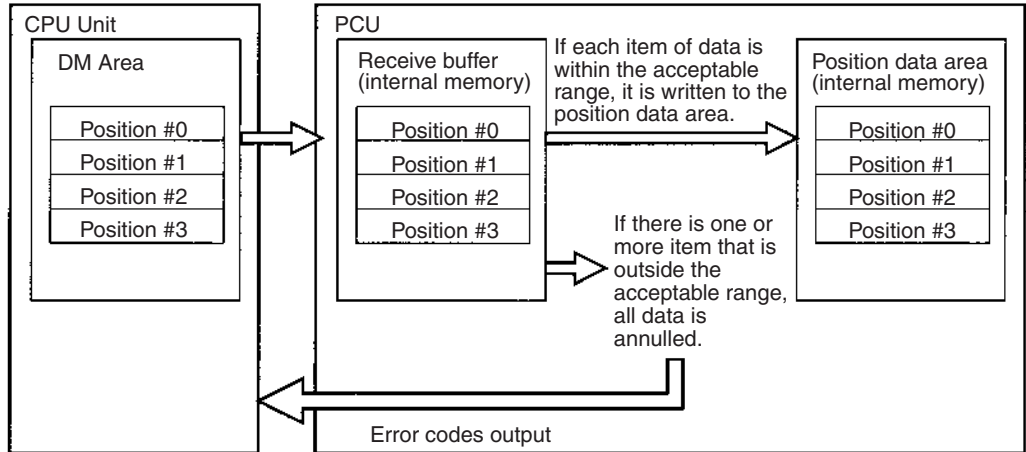 CPU Unit
DM Area
Position #0
Position #1
Position #2
Position #3
PCU
Receive buffer
(internal memory)
Position #0
Position #1
Position #2
Position #3
If each item of data is
within the acceptable
range, it is written to the
position data area.
If there is one or
more item that is
outside the
acceptable range,
all data is
annulled.
Position data area
(internal memory)
Position #0
Position #1
Position #2
Position #3
Error codes output